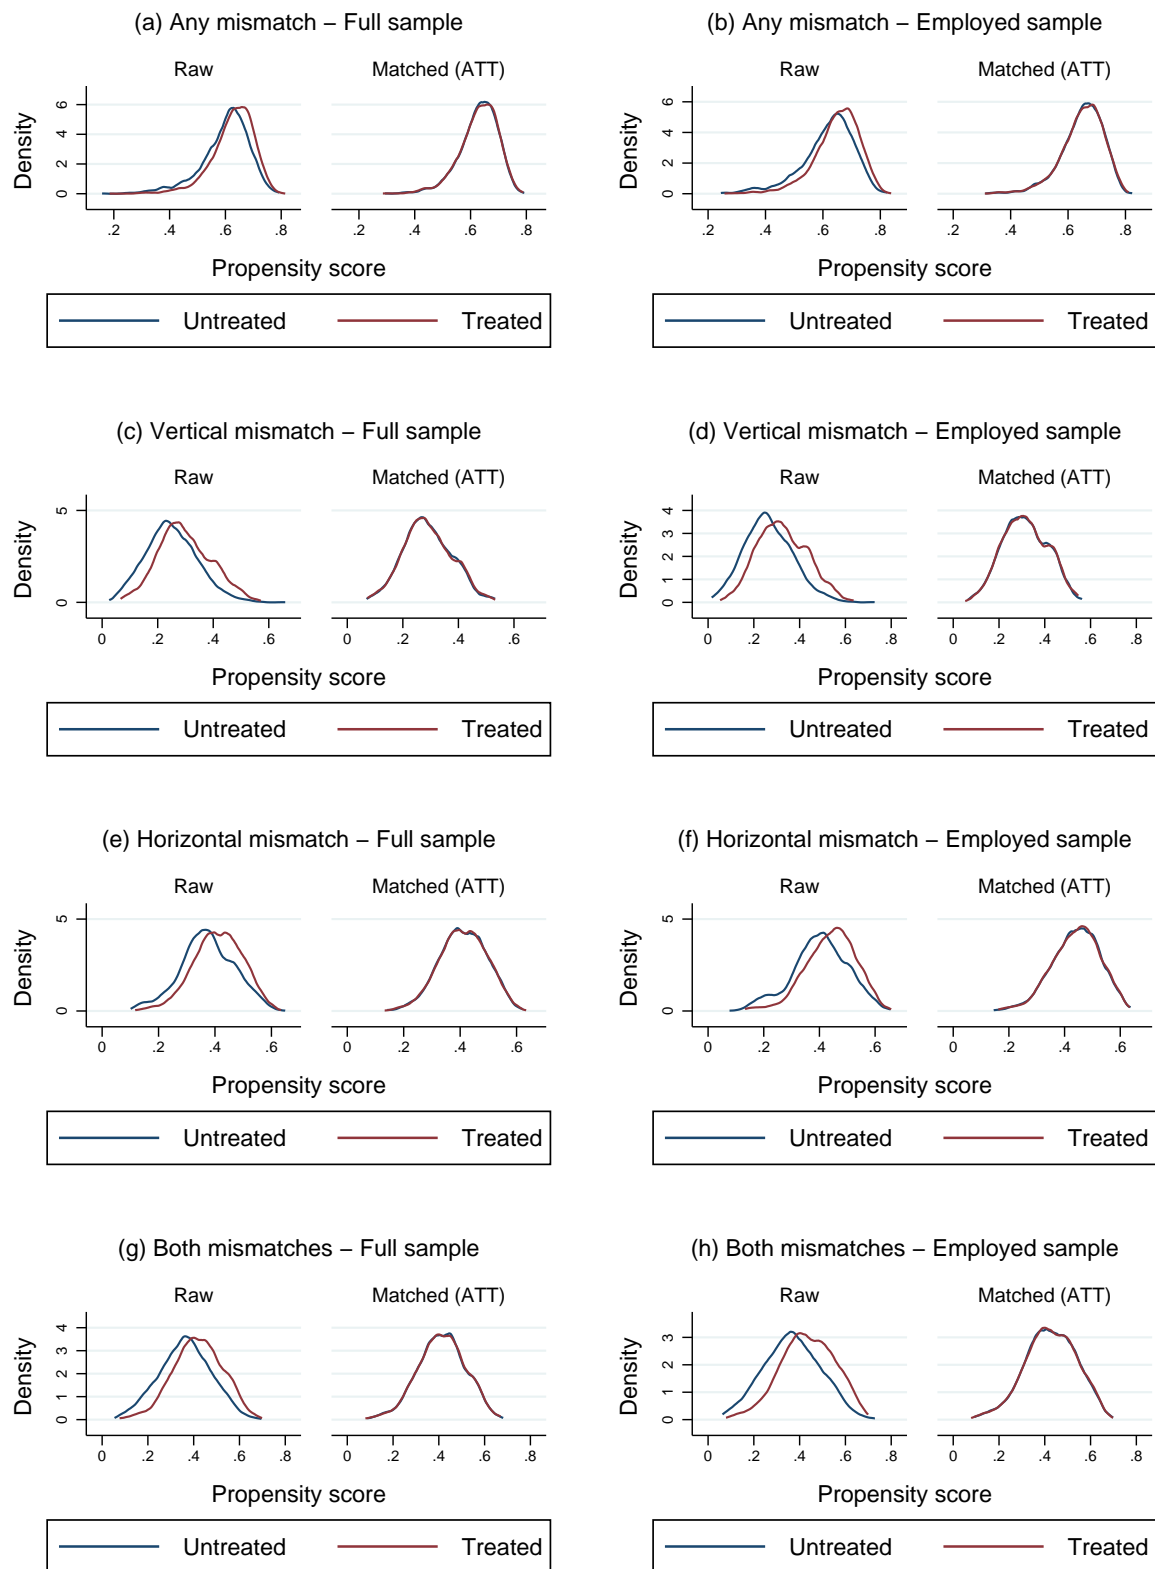 (a) Any mismatch – Full sample
Raw
Matched (ATT)
Density
0 2 4 6
.2 .4 .6 .8
.2 .4 .6 .8
Propensity score
Untreated Treated
(b) Any mismatch – Employed sample
Raw
Matched (ATT)
Density
0 2 4 6
.2 .4 .6 .8
.2 .4 .6 .8
Propensity score
Untreated Treated
(c) Vertical mismatch – Full sample
Raw
Matched (ATT)
Density
0 5
0 .2 .4 .6
0 .2 .4 .6
Propensity score
Untreated Treated
(d) Vertical mismatch – Employed sample
Raw
Matched (ATT)
Density
0 1 2 3 4
0 .2 .4 .6 .8
0 .2 .4 .6 .8
Propensity score
Untreated Treated
(e) Horizontal mismatch – Full sample
Raw
Matched (ATT)
Density
0 5
0 .2 .4 .6
0 .2 .4 .6
Propensity score
Untreated Treated
(f) Horizontal mismatch – Employed sample
Raw
Matched (ATT)
Density
0 5
0 .2 .4 .6
0 .2 .4 .6
Propensity score
Untreated Treated
(g) Both mismatches – Full sample
Raw
Matched (ATT)
Density
0 1 2 3 4
0 .2 .4 .6 .8
0 .2 .4 .6 .8
Propensity score
Untreated Treated
(h) Both mismatches – Employed sample
Raw
Matched (ATT)
Density
0 1 2 3
0 .2 .4 .6 .8
0 .2 .4 .6 .8
Propensity score
Untreated Treated